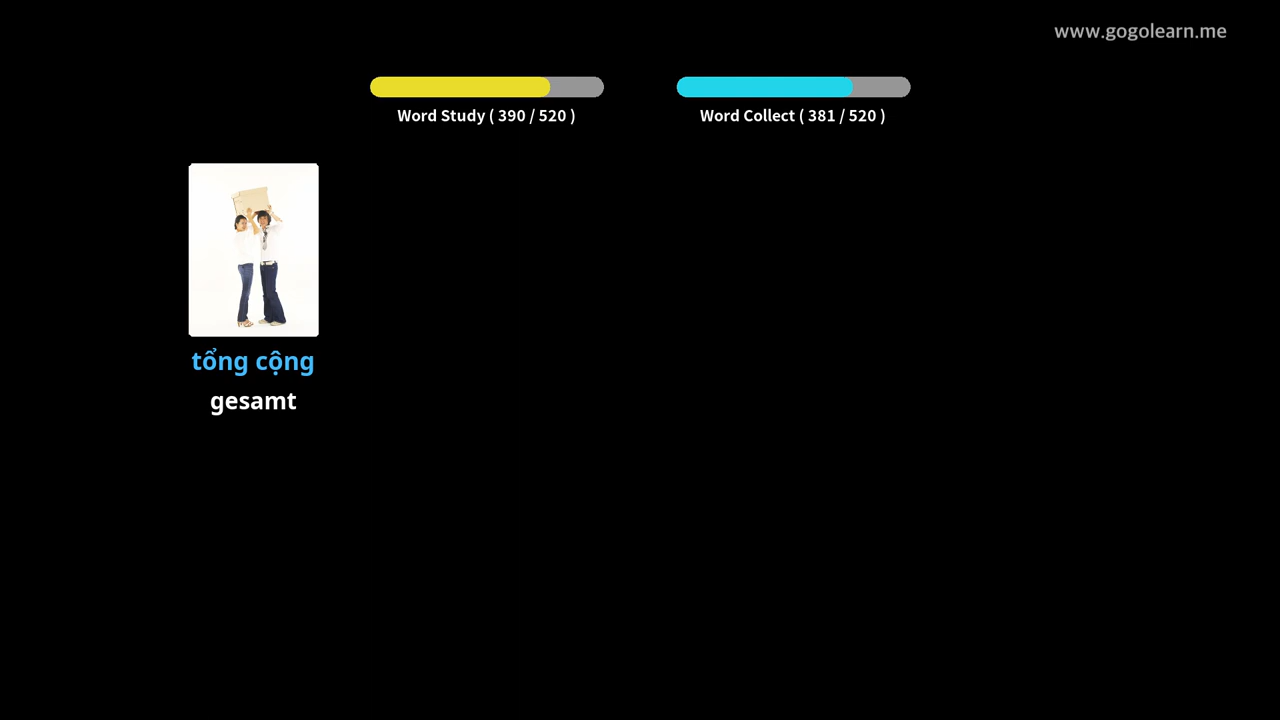 www.gogolearn.me
Word Study ( 390 / 520 )
Word Collect ( 381 / 520 )
tổng cộng
gesamt